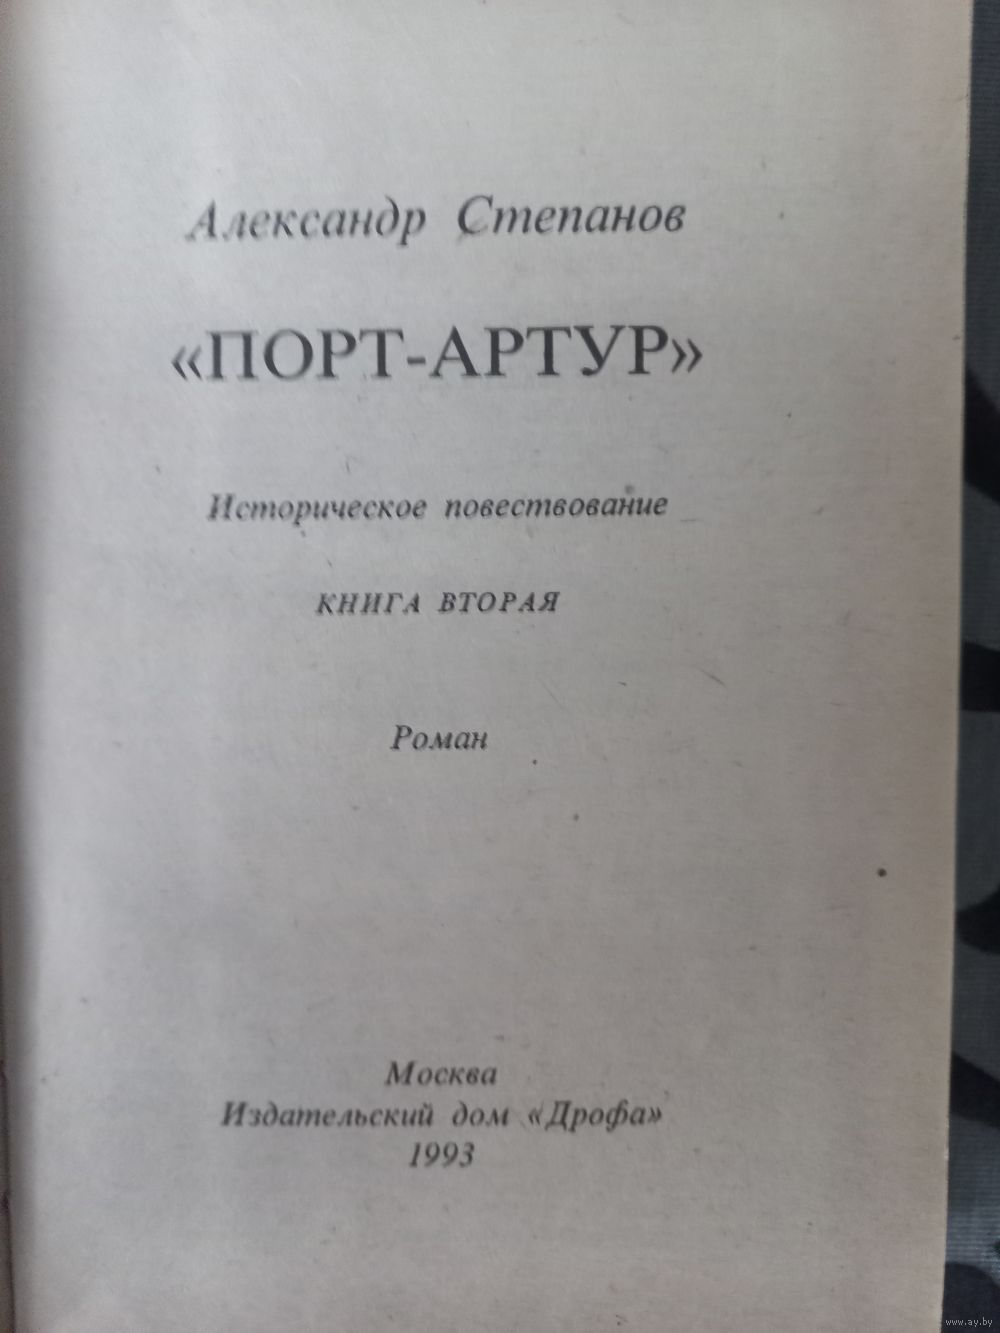 Александр Степанов
«ПОРТ-АРТУР»
Историческое повествование
КНИГА ВТОРАЯ
Роман
Москва
Издательский дом «Дрофа»
1993
www.ay.by